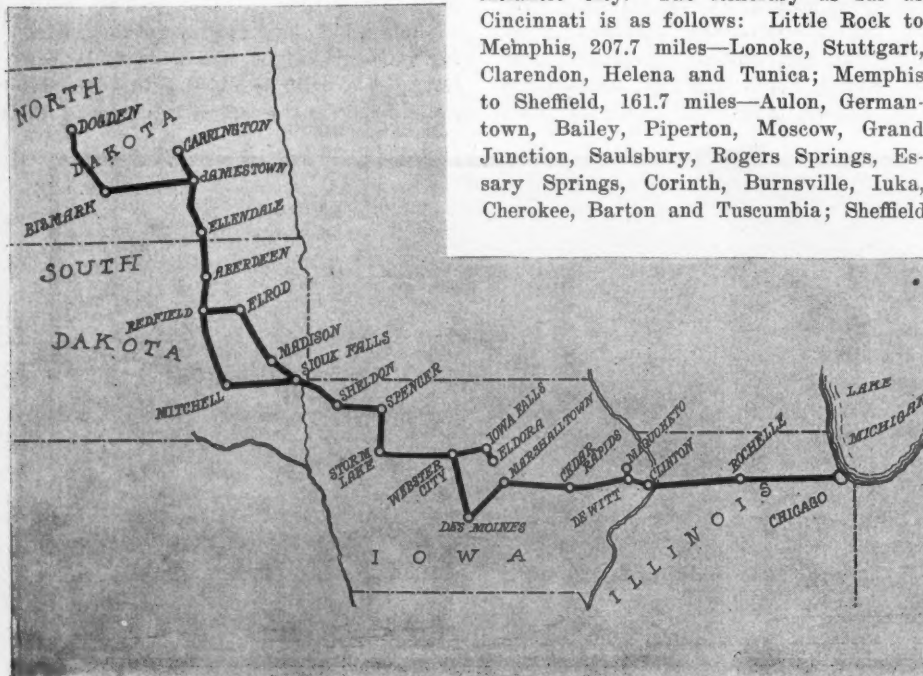 Cincinnati is as follows: Little Rock to
Memphis, 207.7 miles—Lonoke, Stuttgart,
Clarendon, Helena and Tunica; Memphis
to Sheffield, 161.7 miles—Aulon, German-
town, Bailey, Piperton, Moscow, Grand
Junction, Saulsbury, Rogers Springs, Es-
sary Springs, Corinth, Burnsville, Iuka,
Cherokee, Barton and Tuscumbia; Sheffield
NORTH
DAKOTA
DOGDEN
CARRINGTON
JAMESTOWN
BISMARK
ELLENDALE
SOUTH
DAKOTA
ABERDEEN
REDFIELD
ELROD
MADISON
SIOUX FALLS
MITCHELL
SHELDON
SPENCER
STORM
LAKE
WEBSTER
CITY
IOWA FALLS
ELDORA
MARSHALLTOWN
DES MOINES
CEDAR
RAPIDS
MAQUOKETO
DE WITT
CLINTON
ROCHELLE
CHICAGO
LAKE
MICHIGAN
IOWA
ILLINOIS